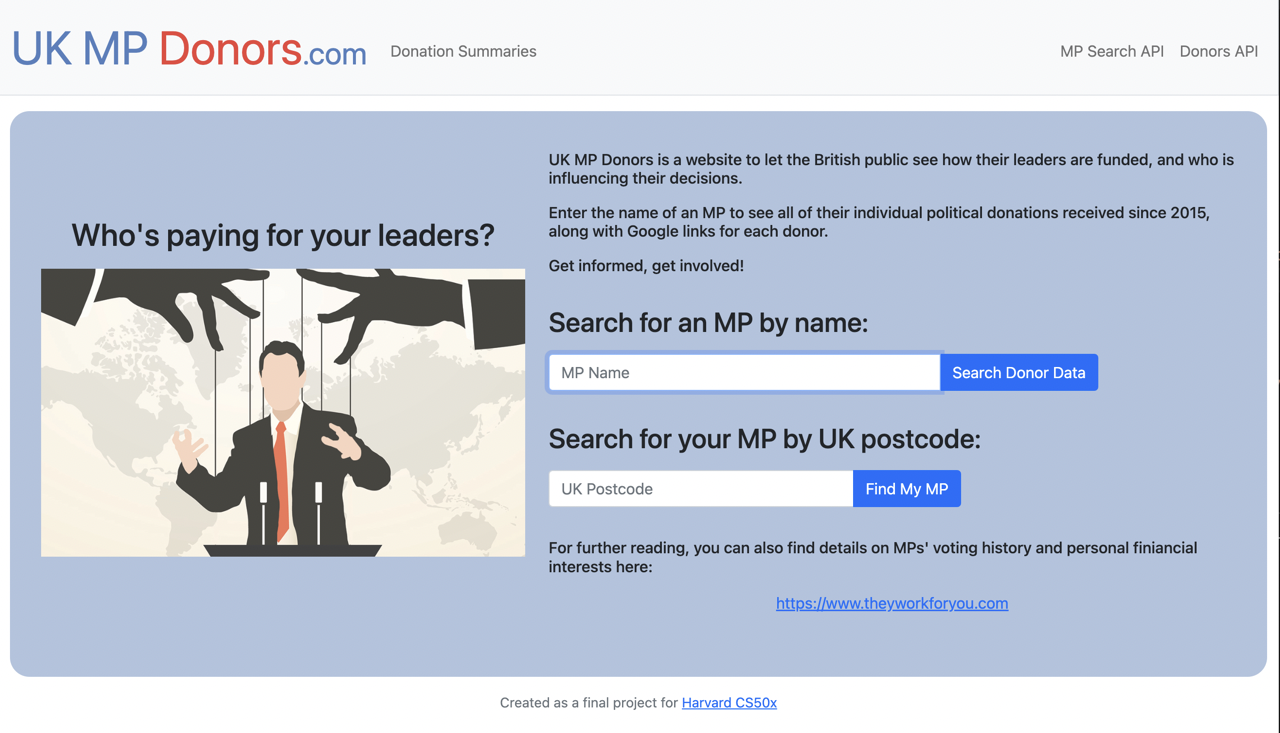 UK MP Donors.com
Donation Summaries
MP Search API
Donors API
Who's paying for your leaders?
UK MP Donors is a website to let the British public see how their leaders are funded, and who is
influencing their decisions.
Enter the name of an MP to see all of their individual political donations received since 2015,
along with Google links for each donor.
Get informed, get involved!
Search for an MP by name:
MP Name
Search Donor Data
Search for your MP by UK postcode:
UK Postcode
Find My MP
For further reading, you can also find details on MPs' voting history and personal finiancial
interests here:
https://www.theyworkforyou.com
Created as a final project for Harvard CS50x